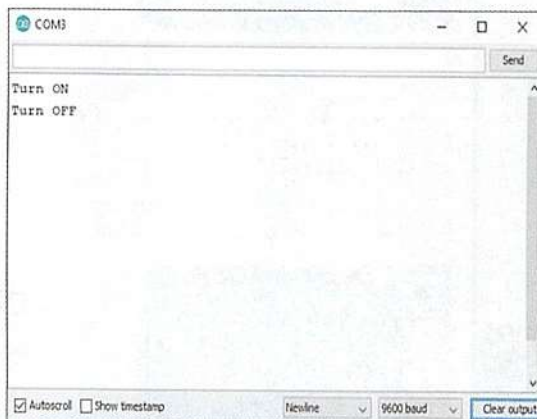 COM3
Send
Turn ON
Turn OFF
Autoscroll Show timestamp Newline 9600 baud Clear output